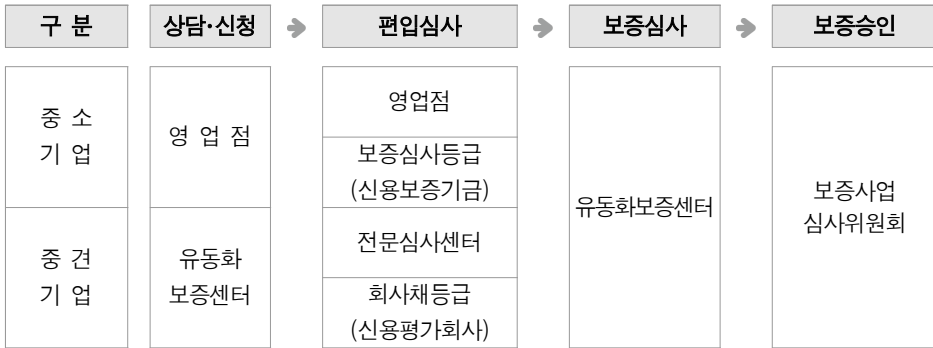 구 분
상담·신청
편입심사
보증심사
보증승인
중 소
기 업
영 업 점
영업점
보증심사등급
(신용보증기금)
유동화보증센터
보증사업
심사위원회
중 견
기 업
유동화
보증센터
전문심사센터
회사채등급
(신용평가회사)